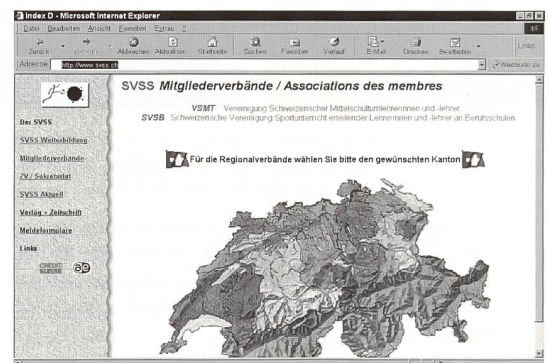 Index D - Microsoft Internet Explorer
Datei Bearbeiten Ansicht Favoriten Extras ?
Zurück Abbrechen Aktualisier Startseite Suchen Favoriten Verlauf E-Mail Drucken Bearbeiten Links
Adresse http://www.svss.ch Wechseln zu
SVSS Mitgliederverbände / Associations des membres
VSMT Vereinigung Schweizerischer Mittelschulturnlehrerinnen und -lehrer
SVSB Schweizerische Vereinigung Sportunterricht erteilender Lehrerinnen und -lehrer an Berufsschulen
Für die Regionalverbände wählen Sie bitte den gewünschten Kanton
Der SVSS
SVSS Weiterbildung
Mitgliederverbände
ZV / Sekretariat
SVSS Aktuell
Verlag + Zeitschrift
Meldeformulare
Links
CREDIT
SUISSE